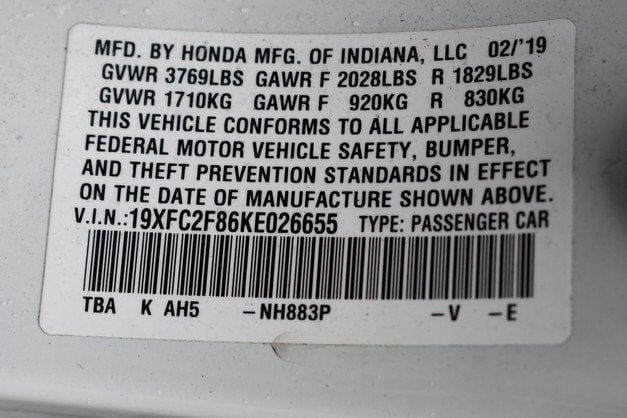 MFD. BY HONDA MFG. OF INDIANA, LLC 02/'19
GVWR 3769LBS GAWR F 2028LBS R 1829LBS
GVWR 1710KG GAWR F 920KG R 830KG
THIS VEHICLE CONFORMS TO ALL APPLICABLE
FEDERAL MOTOR VEHICLE SAFETY, BUMPER,
AND THEFT PREVENTION STANDARDS IN EFFECT
ON THE DATE OF MANUFACTURE SHOWN ABOVE.
V.I.N.:19XFC2F86KE026655 TYPE: PASSENGER CAR
TBA K AH5 –NH883P –V –E